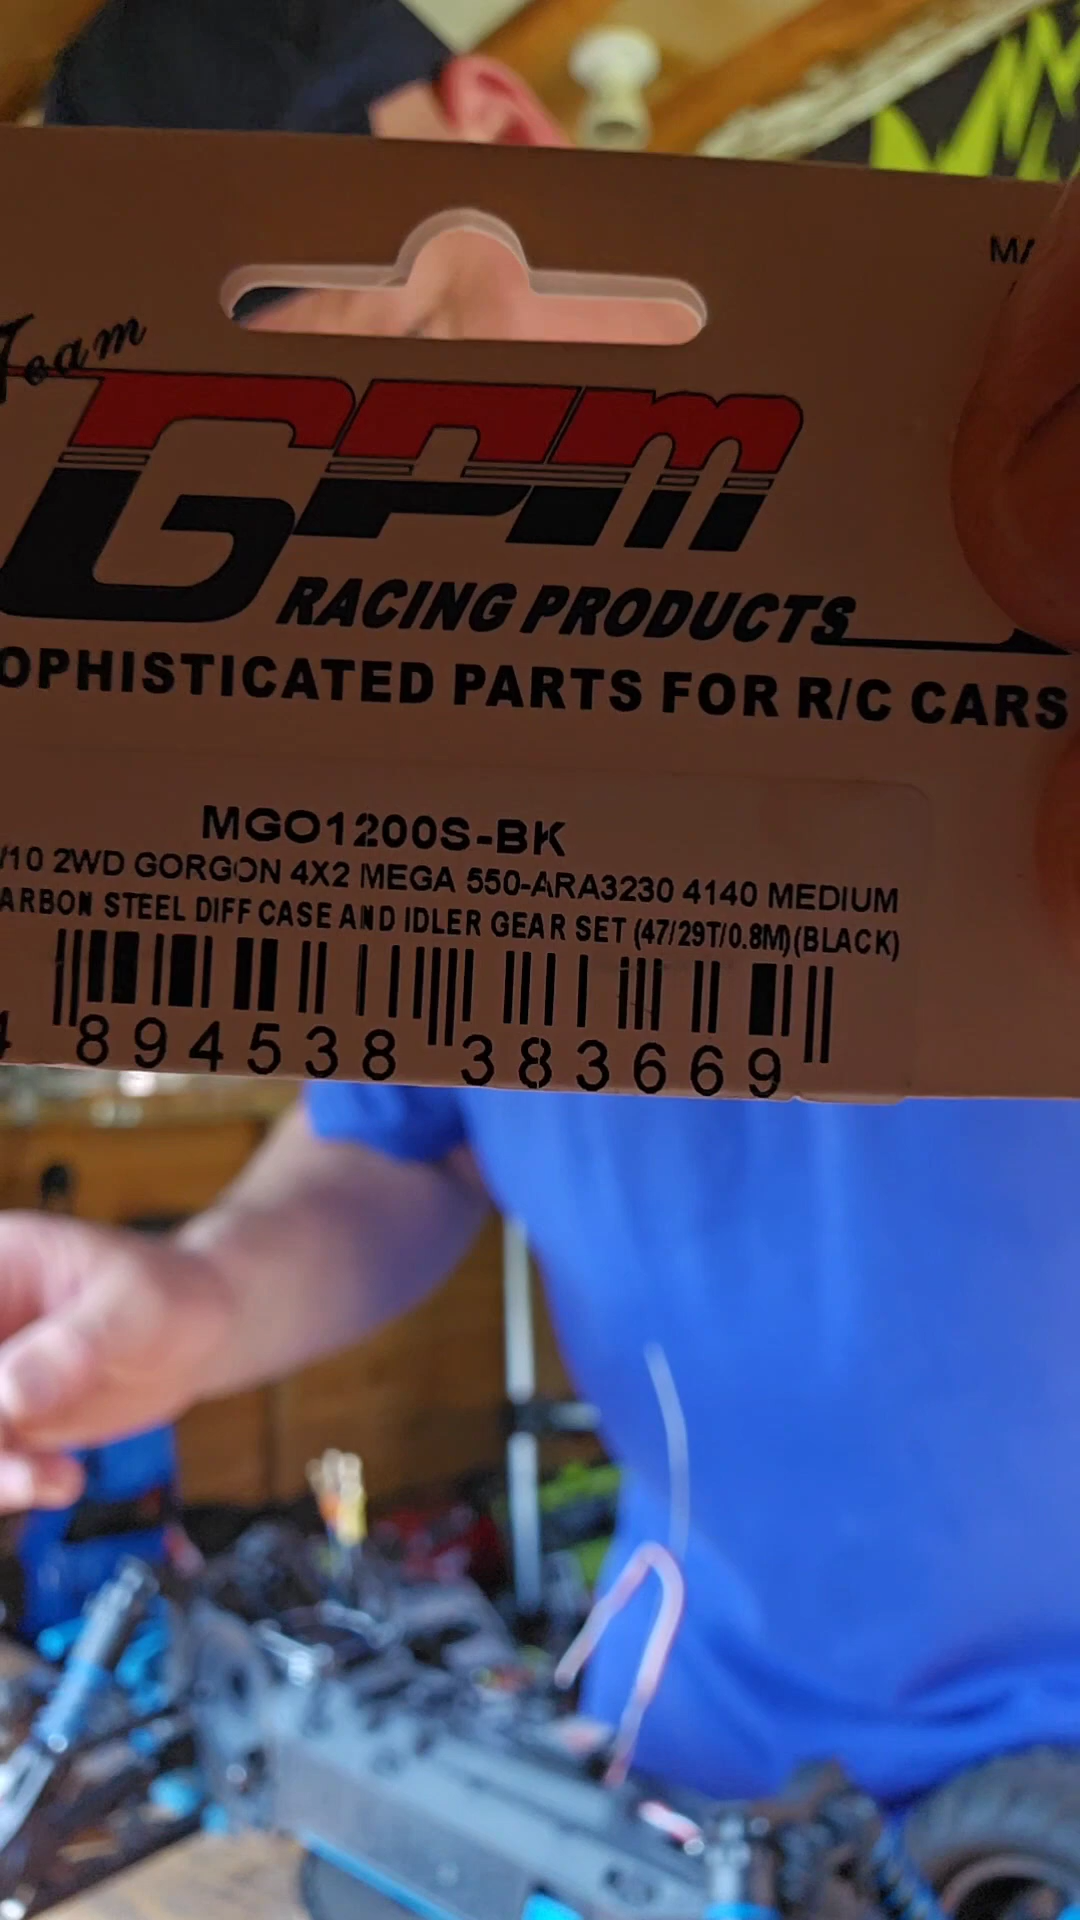 MA
Team
GPM
RACING PRODUCTS
OPHISTICATED PARTS FOR R/C CARS
MGO1200S-BK
/10 2WD GORGON 4X2 MEGA 550-ARA3230 4140 MEDIUM
ARBON STEEL DIFF CASE AND IDLER GEAR SET (47/29T/0.8M)(BLACK)
4 894538 383669